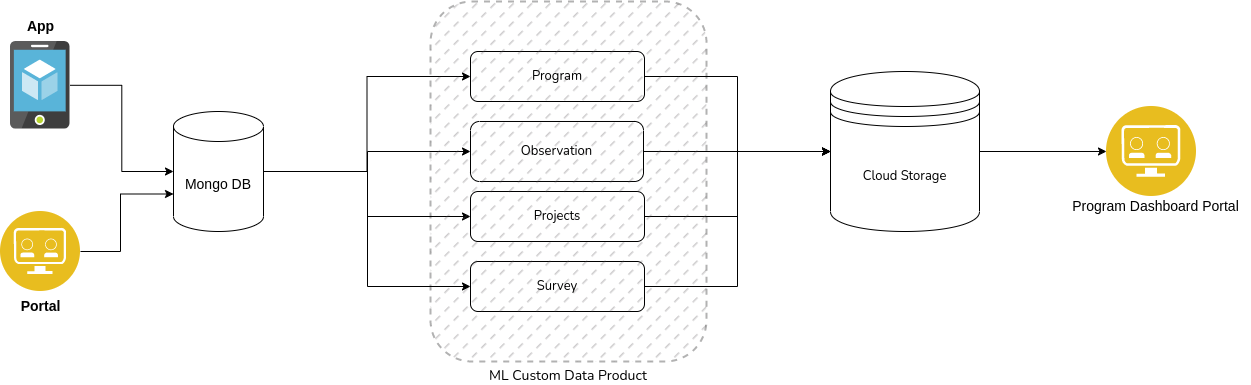 App
Portal
Mongo DB
Program
Observation
Projects
Survey
ML Custom Data Product
Cloud Storage
Program Dashboard Portal